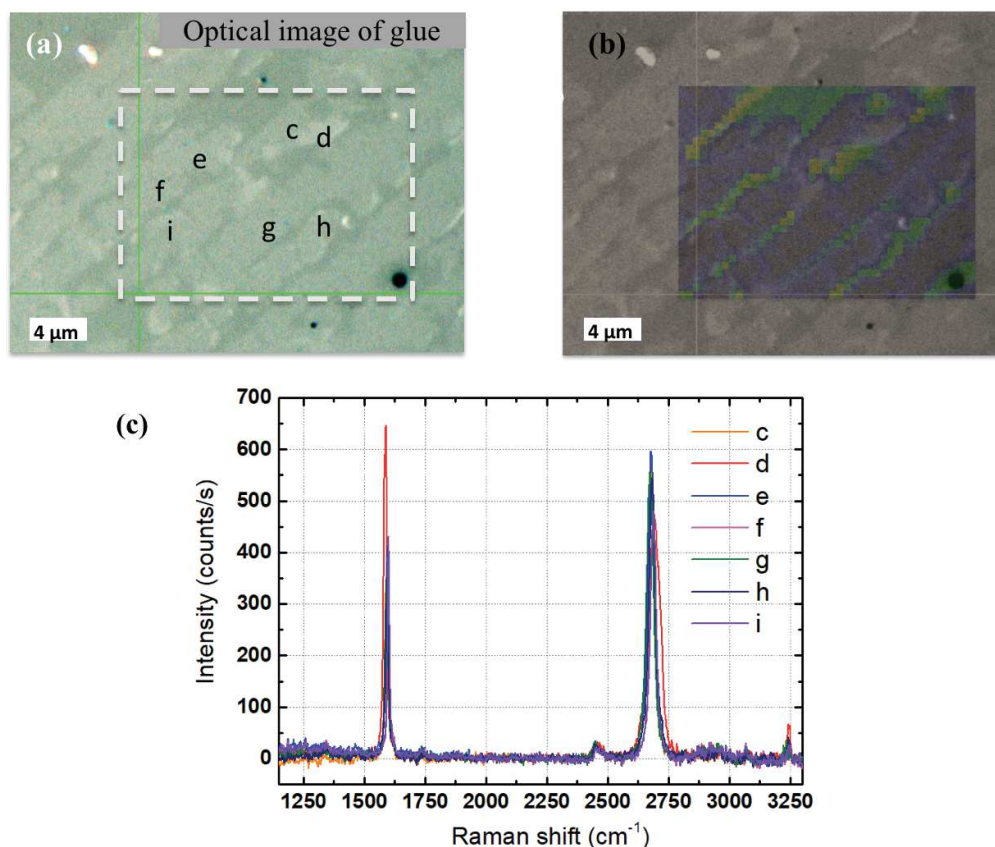 (a)
Optical image of glue
c
d
e
f
i
g
h
4 µm
(b)
4 µm
(c)
700
600
500
400
300
200
100
0
Intensity (counts/s)
c
d
e
f
g
h
i
1250 1500 1750 2000 2250 2500 2750 3000 3250
Raman shift (cm⁻¹)